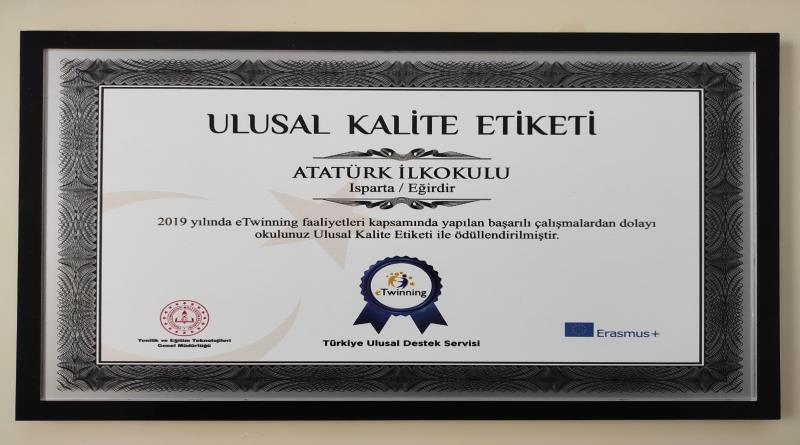 ULUSAL KALİTE ETİKETİ
ATATÜRK İLKOKULU
Isparta / Eğirdir
2019 yılında eTwinning faaliyetleri kapsamında yapılan başarılı çalışmalardan dolayı
okulunuz Ulusal Kalite Etiketi ile ödüllendirilmiştir.
eTwinning
Yenilik ve Eğitim Teknolojileri
Genel Müdürlüğü
Türkiye Ulusal Destek Servisi
Erasmus+